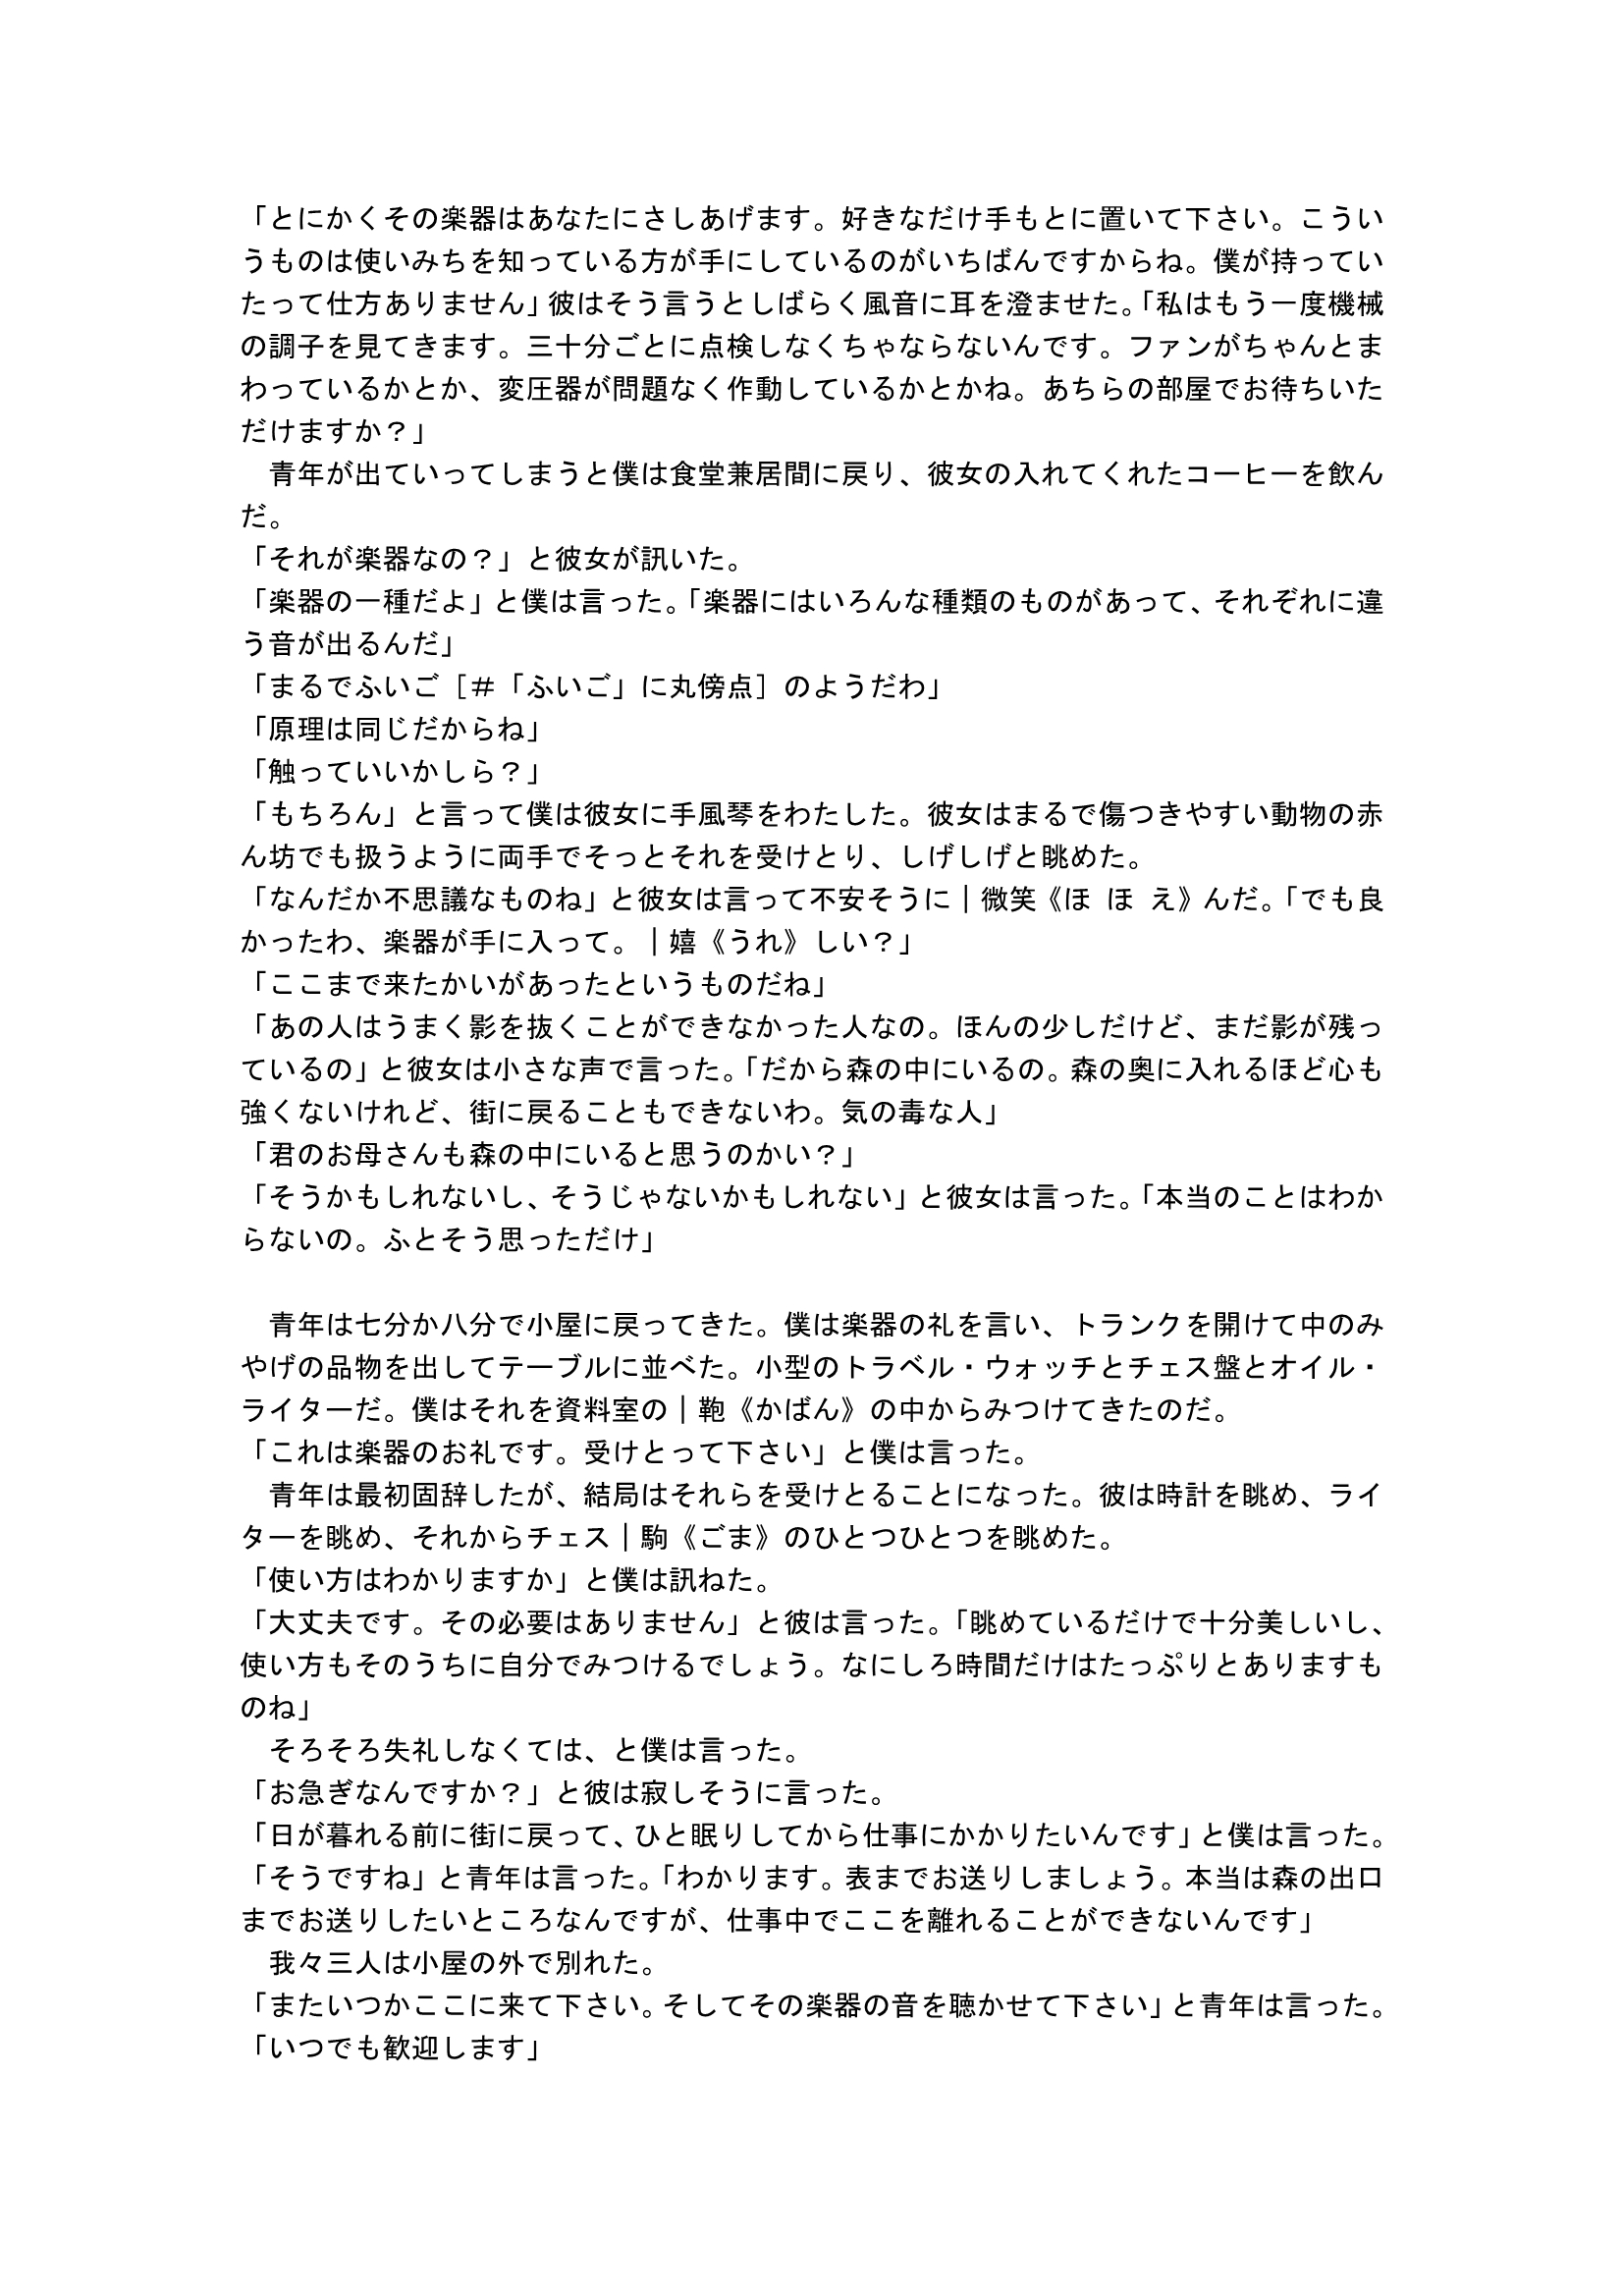 「とにかくその楽器はあなたにさしあげます。好きなだけ手もとに置いて下さい。こうい
うものは使いみちを知っている方が手にしているのがいちばんですからね。僕が持ってい
たって仕方ありません」彼はそう言うとしばらく風音に耳を澄ませた。「私はもう一度機械
の調子を見てきます。三十分ごとに点検しなくちゃならないんです。ファンがちゃんとま
わっているかとか、変圧器が問題なく作動しているかとかね。あちらの部屋でお待ちいた
だけますか？」
　青年が出ていってしまうと僕は食堂兼居間に戻り、彼女の入れてくれたコーヒーを飲ん
だ。
「それが楽器なの？」と彼女が訊いた。
「楽器の一種だよ」と僕は言った。「楽器にはいろんな種類のものがあって、それぞれに違
う音が出るんだ」
「まるでふいご［＃「ふいご」に丸傍点］のようだわ」
「原理は同じだからね」
「触っていいかしら？」
「もちろん」と言って僕は彼女に手風琴をわたした。彼女はまるで傷つきやすい動物の赤
ん坊でも扱うように両手でそっとそれを受けとり、しげしげと眺めた。
「なんだか不思議なものね」と彼女は言って不安そうに｜微笑《ほ ほ え》んだ。「でも良
かったわ、楽器が手に入って。｜嬉《うれ》しい？」
「ここまで来たかいがあったというものだね」
「あの人はうまく影を抜くことができなかった人なの。ほんの少しだけど、まだ影が残っ
ているの」と彼女は小さな声で言った。「だから森の中にいるの。森の奥に入れるほど心も
強くないけれど、街に戻ることもできないわ。気の毒な人」
「君のお母さんも森の中にいると思うのかい？」
「そうかもしれないし、そうじゃないかもしれない」と彼女は言った。「本当のことはわか
らないの。ふとそう思っただけ」
　青年は七分か八分で小屋に戻ってきた。僕は楽器の礼を言い、トランクを開けて中のみ
やげの品物を出してテーブルに並べた。小型のトラベル・ウォッチとチェス盤とオイル・
ライターだ。僕はそれを資料室の｜鞄《かばん》の中からみつけてきたのだ。
「これは楽器のお礼です。受けとって下さい」と僕は言った。
　青年は最初固辞したが、結局はそれらを受けとることになった。彼は時計を眺め、ライ
ターを眺め、それからチェス｜駒《ごま》のひとつひとつを眺めた。
「使い方はわかりますか」と僕は訊ねた。
「大丈夫です。その必要はありません」と彼は言った。「眺めているだけで十分美しいし、
使い方もそのうちに自分でみつけるでしょう。なにしろ時間だけはたっぷりとありますも
のね」
　そろそろ失礼しなくては、と僕は言った。
「お急ぎなんですか？」と彼は寂しそうに言った。
「日が暮れる前に街に戻って、ひと眠りしてから仕事にかかりたいんです」と僕は言った。
「そうですね」と青年は言った。「わかります。表までお送りしましょう。本当は森の出口
までお送りしたいところなんですが、仕事中でここを離れることができないんです」
　我々三人は小屋の外で別れた。
「またいつかここに来て下さい。そしてその楽器の音を聴かせて下さい」と青年は言った。
「いつでも歓迎します」